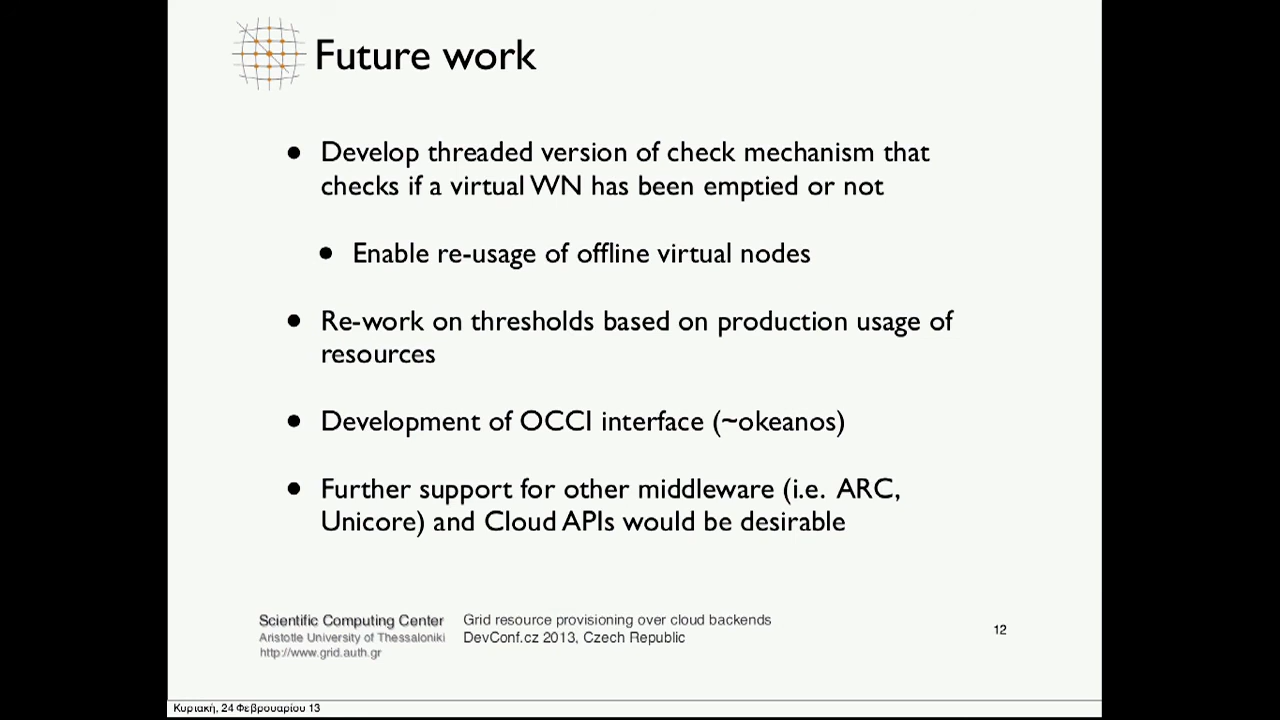 Future work
● Develop threaded version of check mechanism that
checks if a virtual WN has been emptied or not
● Enable re-usage of offline virtual nodes
● Re-work on thresholds based on production usage of
resources
● Development of OCCI interface (~okeanos)
● Further support for other middleware (i.e. ARC,
Unicore) and Cloud APIs would be desirable
Scientific Computing Center
Aristotle University of Thessaloniki
http://www.grid.auth.gr
Grid resource provisioning over cloud backends
DevConf.cz 2013, Czech Republic
12
Κυριακή, 24 Φεβρουαρίου 13